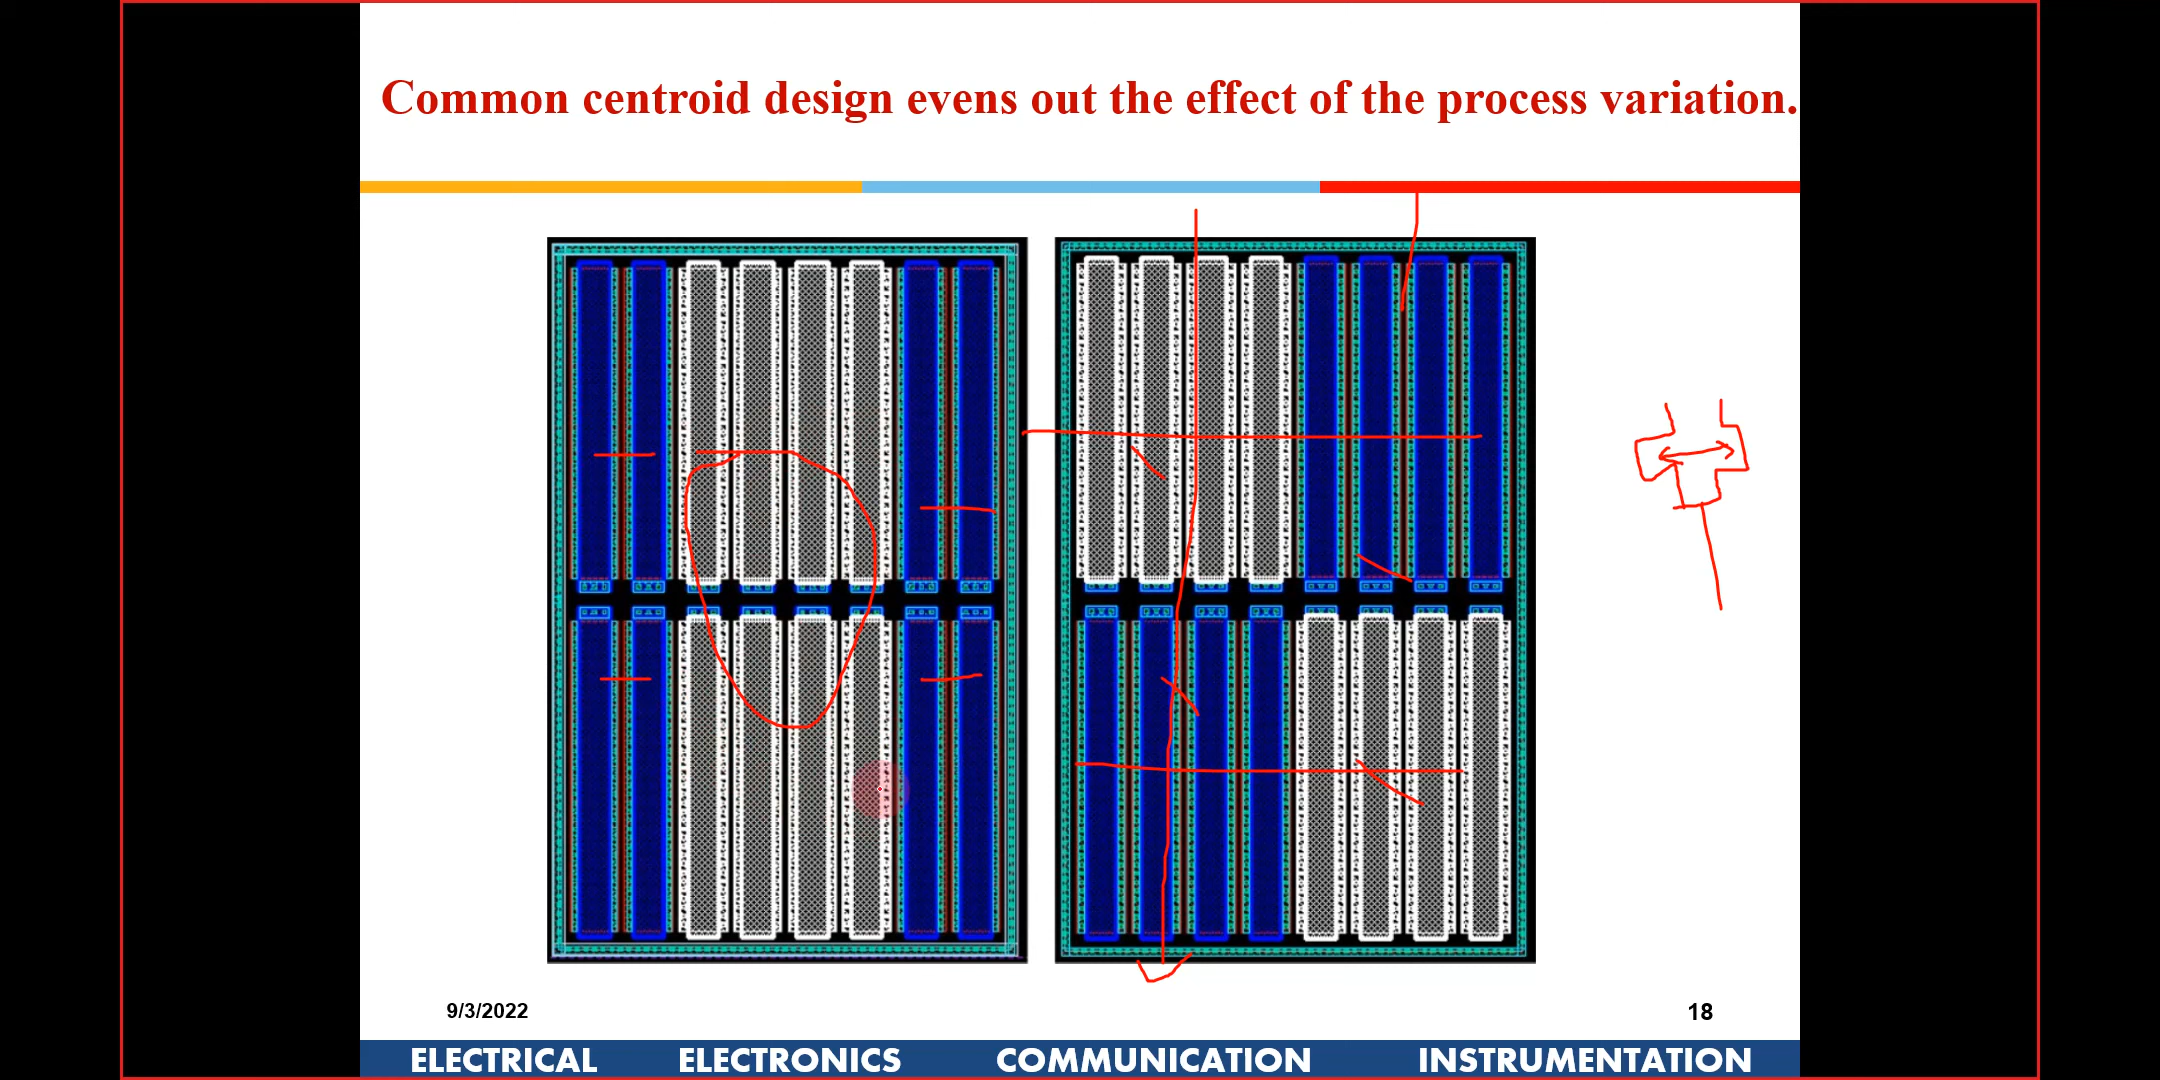 Common centroid design evens out the effect of the process variation.
9/3/2022
18
ELECTRICAL ELECTRONICS COMMUNICATION INSTRUMENTATION